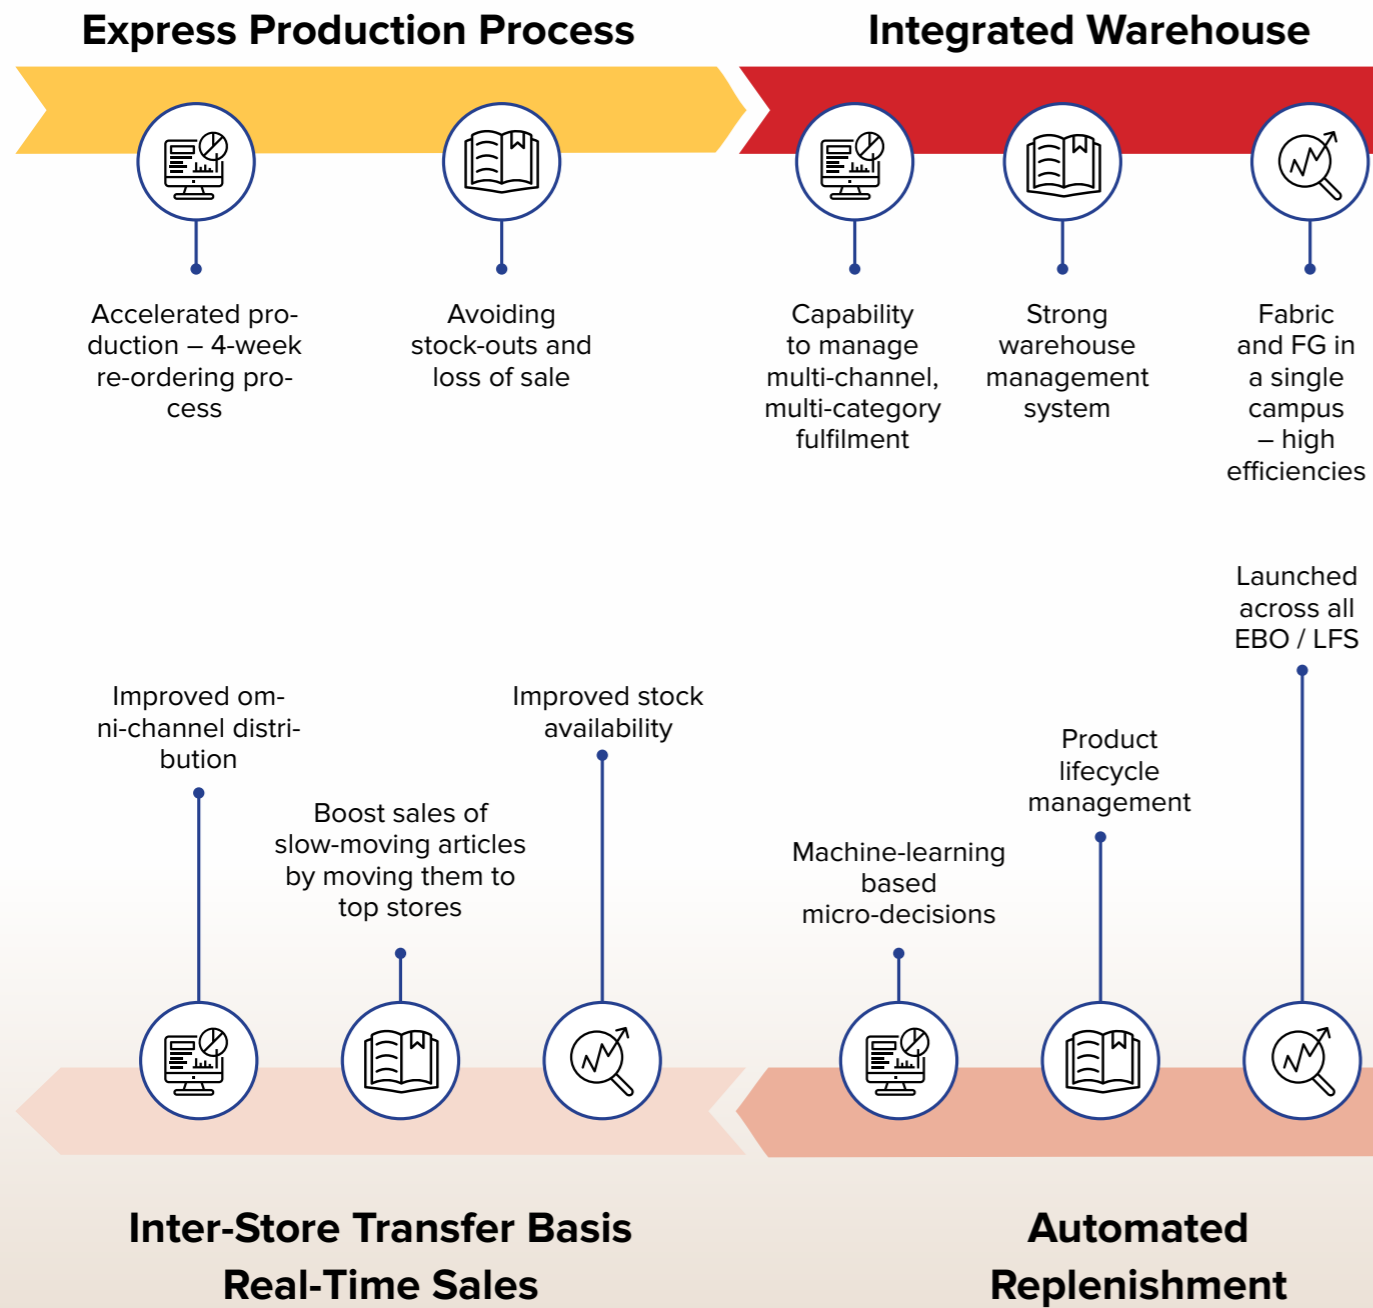 Express Production Process
Integrated Warehouse
Accelerated pro-
duction – 4-week
re-ordering pro-
cess
Avoiding
stock-outs and
loss of sale
Capability
to manage
multi-channel,
multi-category
fulfilment
Strong
warehouse
management
system
Fabric
and FG in
a single
campus
– high
efficiencies
Improved om-
ni-channel distri-
bution
Boost sales of
slow-moving articles
by moving them to
top stores
Improved stock
availability
Machine-learning
based
micro-decisions
Product
lifecycle
management
Launched
across all
EBO / LFS
Inter-Store Transfer Basis
Real-Time Sales
Automated
Replenishment